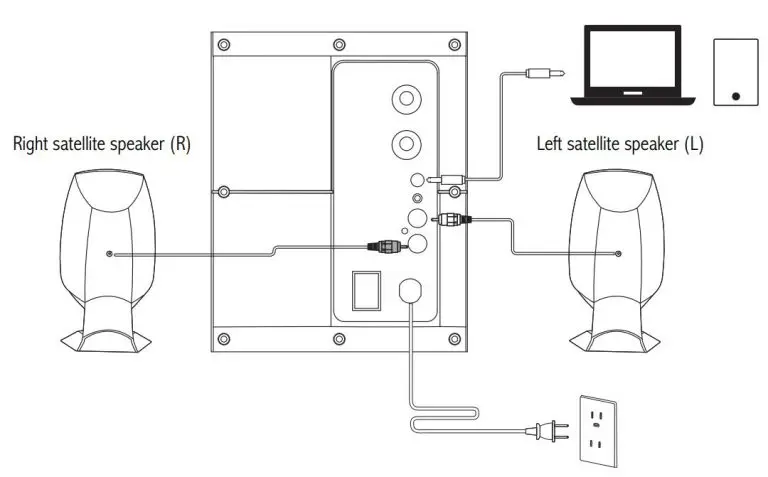 Right satellite speaker (R)
Left satellite speaker (L)